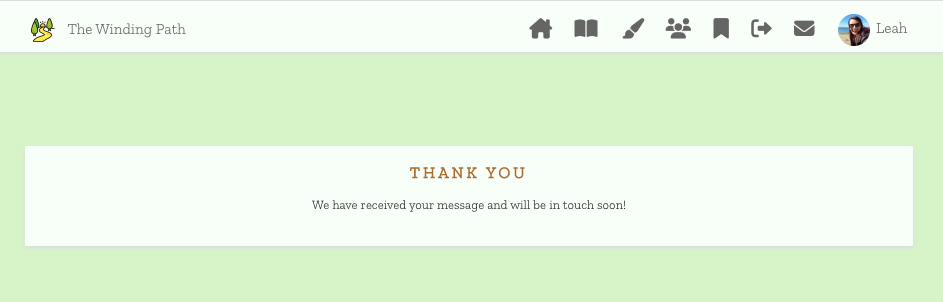 The Winding Path
Leah
THANK YOU
We have received your message and will be in touch soon!